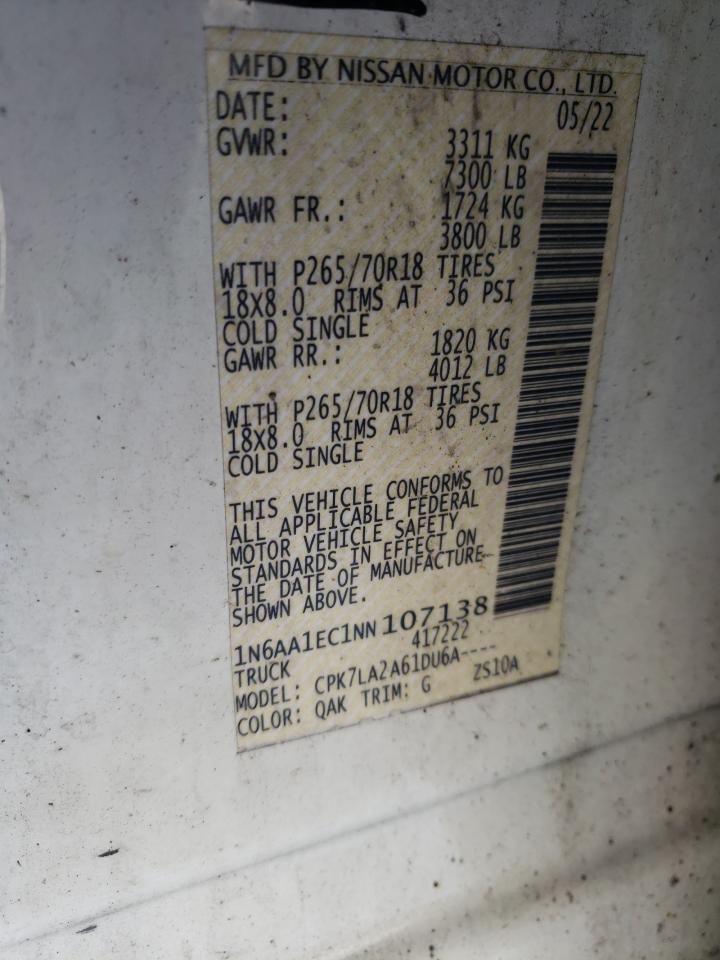 MFD BY NISSAN MOTOR CO., LTD.
DATE: 05/22
GVWR: 3311 KG
7300 LB
GAWR FR.: 1724 KG
3800 LB
WITH P265/70R18 TIRES
18X8.0 RIMS AT 36 PSI
COLD SINGLE
GAWR RR.: 1820 KG
4012 LB
WITH P265/70R18 TIRES
18X8.0 RIMS AT 36 PSI
COLD SINGLE
THIS VEHICLE CONFORMS TO
ALL APPLICABLE FEDERAL
MOTOR VEHICLE SAFETY
STANDARDS IN EFFECT ON
THE DATE OF MANUFACTURE
SHOWN ABOVE.
1N6AA1EC1NN107138
TRUCK 417222
MODEL: CPK7LA2A61DU6A----
COLOR: QAK TRIM: G ZS10A